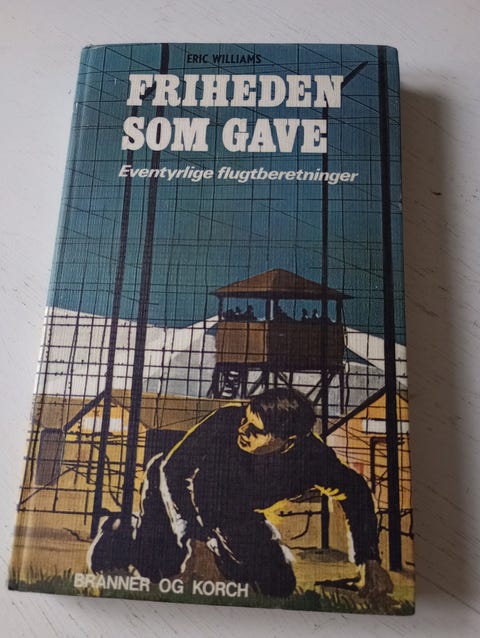 ERIC WILLIAMS
FRIHEDEN
SOM GAVE
Eventyrlige flugtberetninger
BRANNER OG KORCH